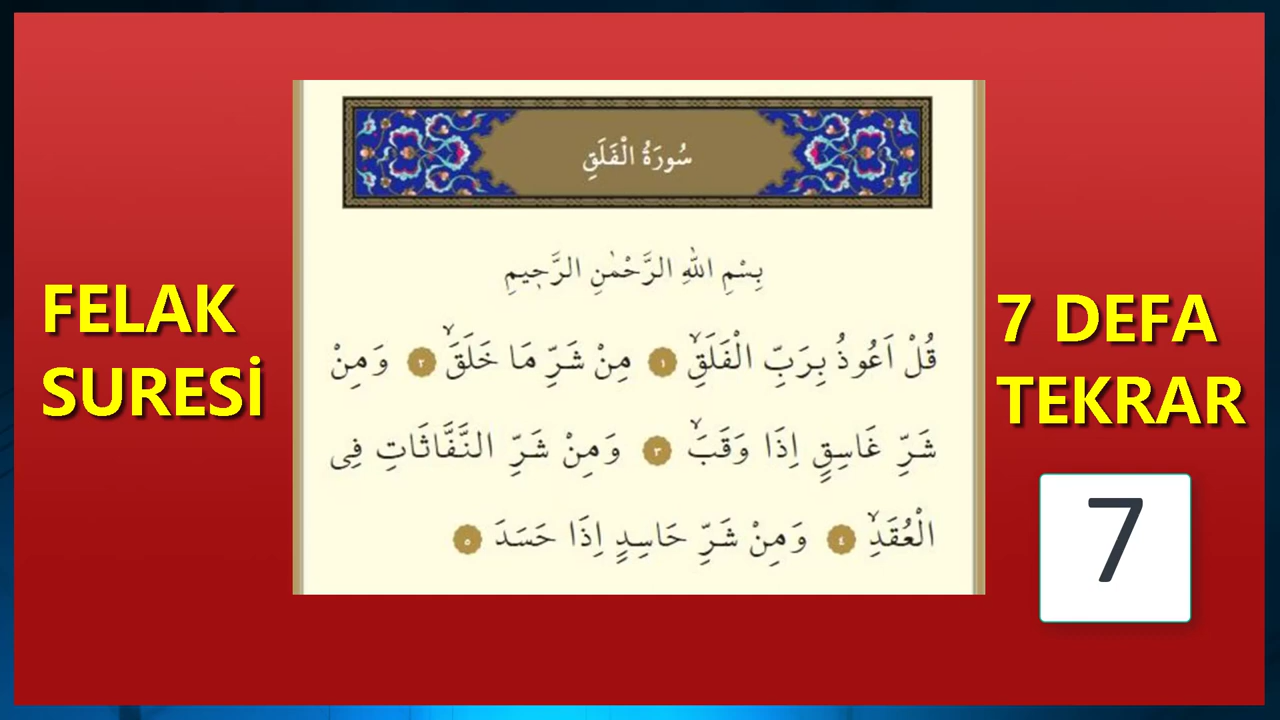 FELAK
SURESİ
سُورَةُ الْفَلَقِ
بِسْمِ اللّٰهِ الرَّحْمٰنِ الرَّحٖيمِ
قُلْ اَعُوذُ بِرَبِّ الْفَلَقِۙ ١ مِنْ شَرِّ مَا خَلَقَۙ ٢ وَمِنْ
شَرِّ غَاسِقٍ اِذَا وَقَبَۙ ٣ وَمِنْ شَرِّ النَّفَّاثَاتِ فِى
الْعُقَدِۙ ٤ وَمِنْ شَرِّ حَاسِدٍ اِذَا حَسَدَ ٥
7 DEFA
TEKRAR
7